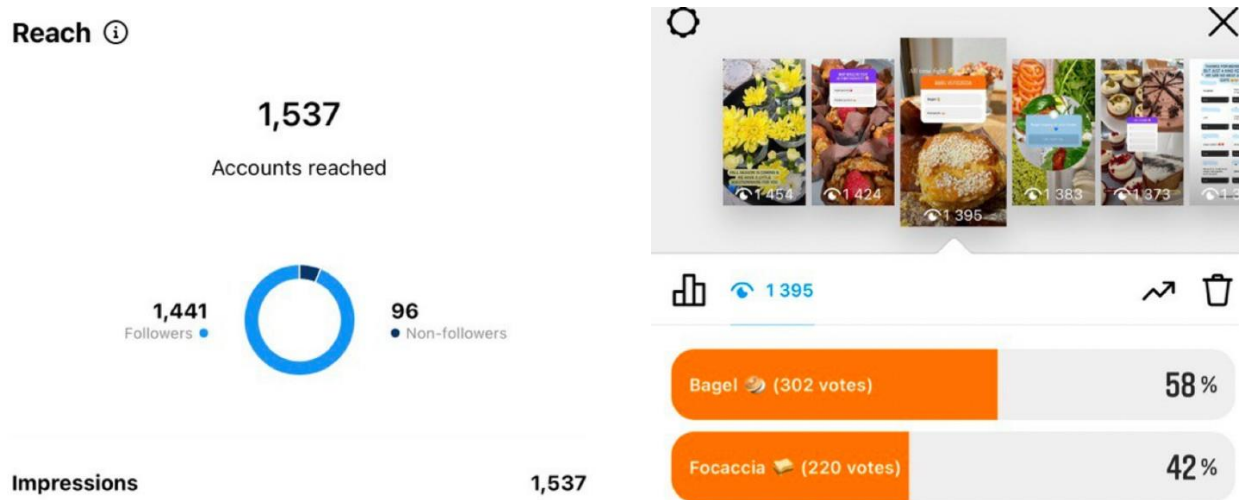 Reach
1,537
Accounts reached
1,441
Followers
96
Non-followers
Impressions
1,537
1 454
1 424
1 395
1 383
1 373
1 395
Bagel (302 votes)
58%
Focaccia (220 votes)
42%